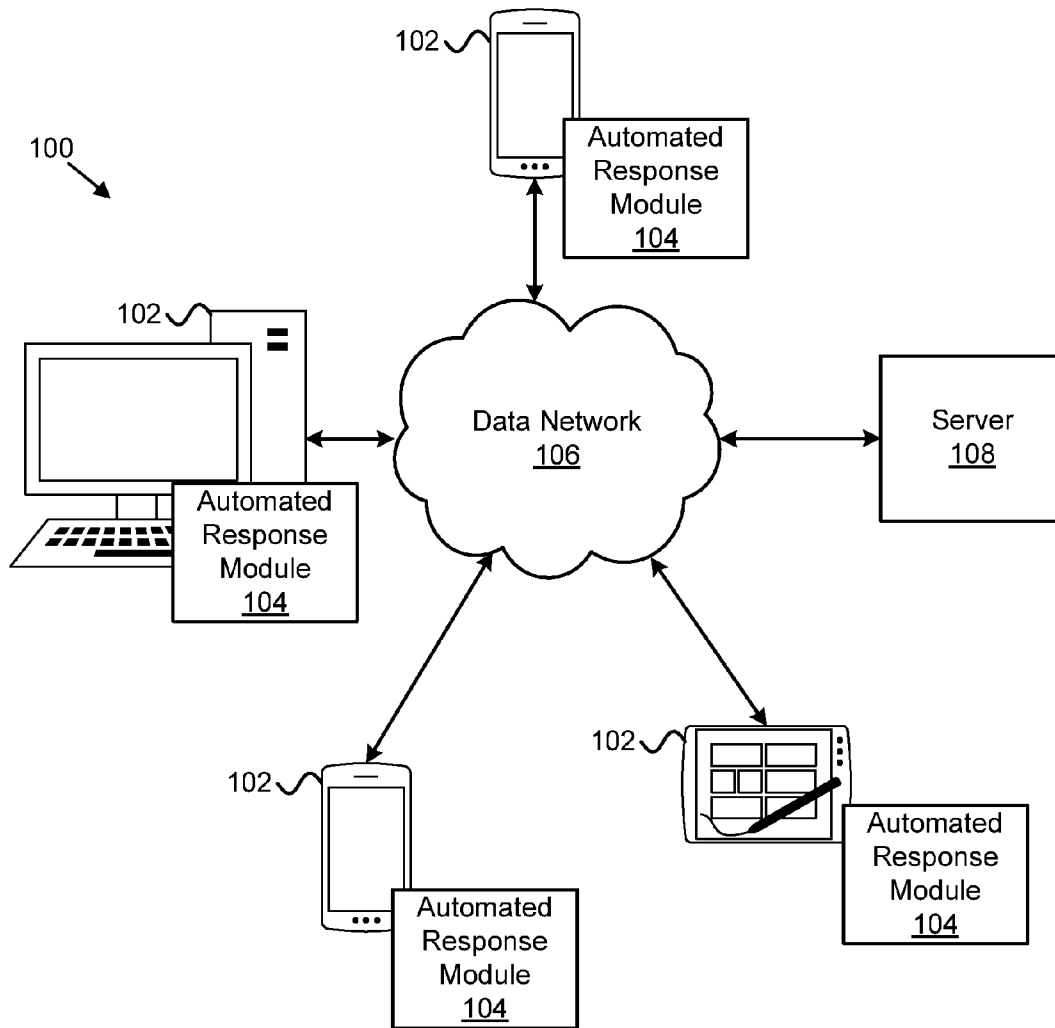 102
Automated
Response
Module
104
100
102
Automated
Response
Module
104
Data Network
106
Server
108
102
Automated
Response
Module
104
102
Automated
Response
Module
104